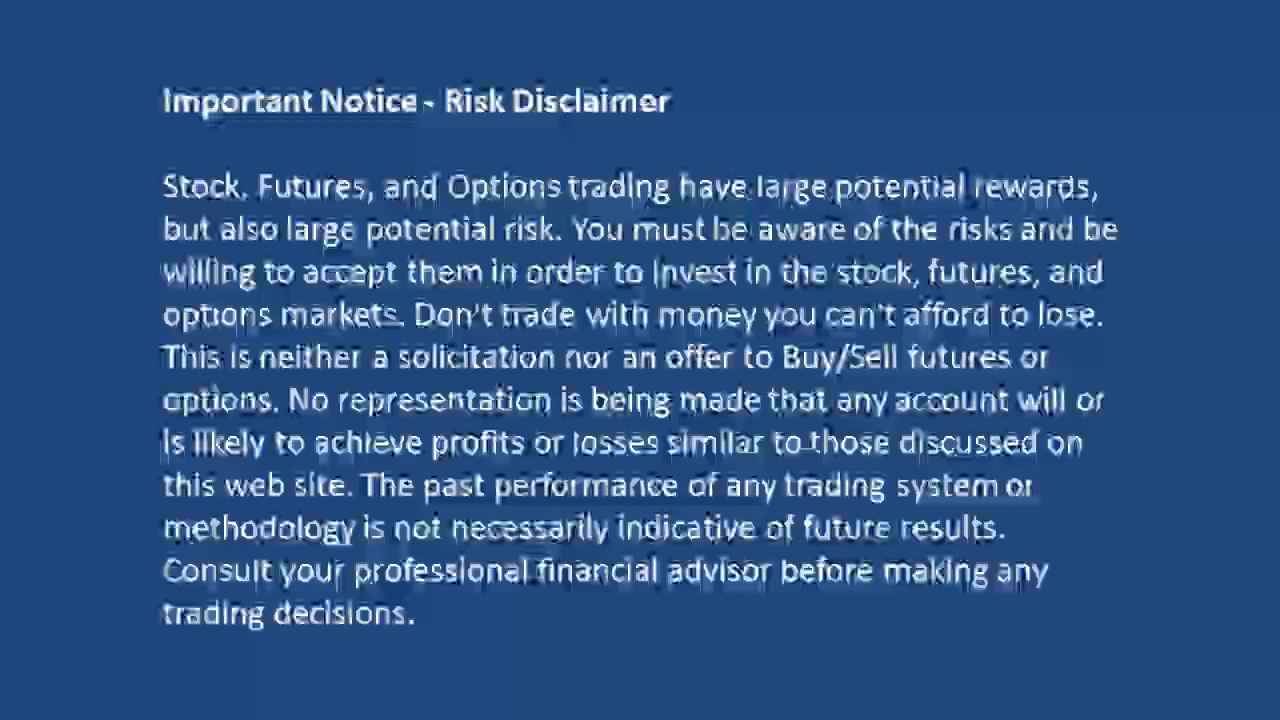 Important Notice - Risk Disclaimer
Stock, Futures, and Options trading have large potential rewards,
but also large potential risk. You must be aware of the risks and be
willing to accept them in order to invest in the stock, futures, and
options markets. Don't trade with money you can't afford to lose.
This is neither a solicitation nor an offer to Buy/Sell futures or
options. No representation is being made that any account will or
is likely to achieve profits or losses similar to those discussed on
this web site. The past performance of any trading system or
methodology is not necessarily indicative of future results.
Consult your professional financial advisor before making any
trading decisions.